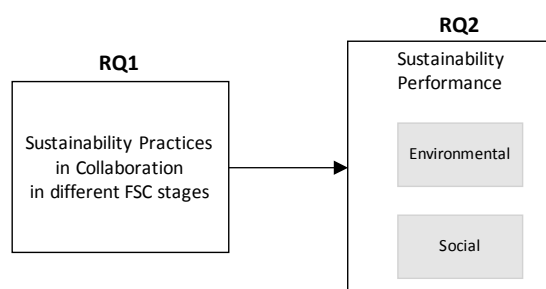 RQ1
Sustainability Practices
in Collaboration
in different FSC stages
RQ2
Sustainability
Performance
Environmental
Social